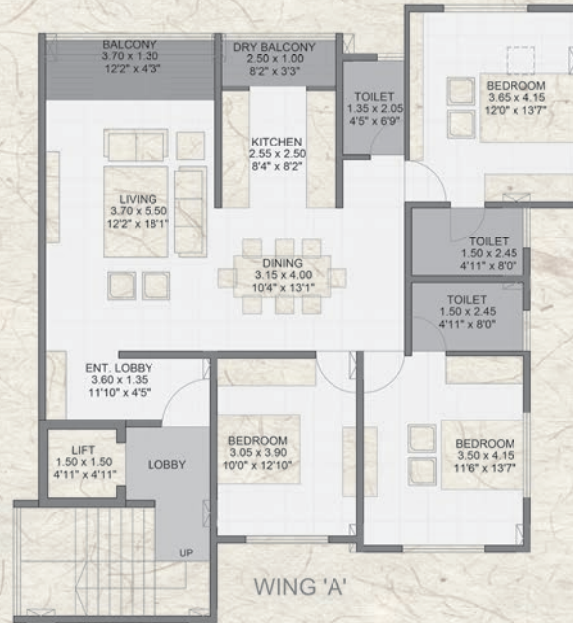 BALCONY
3.70 x 1.30
12'2" x 4'3"
DRY BALCONY
2.50 x 1.00
8'2" x 3'3"
TOILET
1.35 x 2.05
4'5" x 6'9"
BEDROOM
3.65 x 4.15
12'0" x 13'7"
KITCHEN
2.55 x 2.50
8'4" x 8'2"
LIVING
3.70 x 5.50
12'2" x 18'1"
DINING
3.15 x 4.00
10'4" x 13'1"
TOILET
1.50 x 2.45
4'11" x 8'0"
TOILET
1.50 x 2.45
4'11" x 8'0"
ENT. LOBBY
3.60 x 1.35
11'10" x 4'5"
LIFT
1.50 x 1.50
4'11" x 4'11"
LOBBY
BEDROOM
3.05 x 3.90
10'0" x 12'10"
BEDROOM
3.50 x 4.15
11'6" x 13'7"
UP
WING 'A'